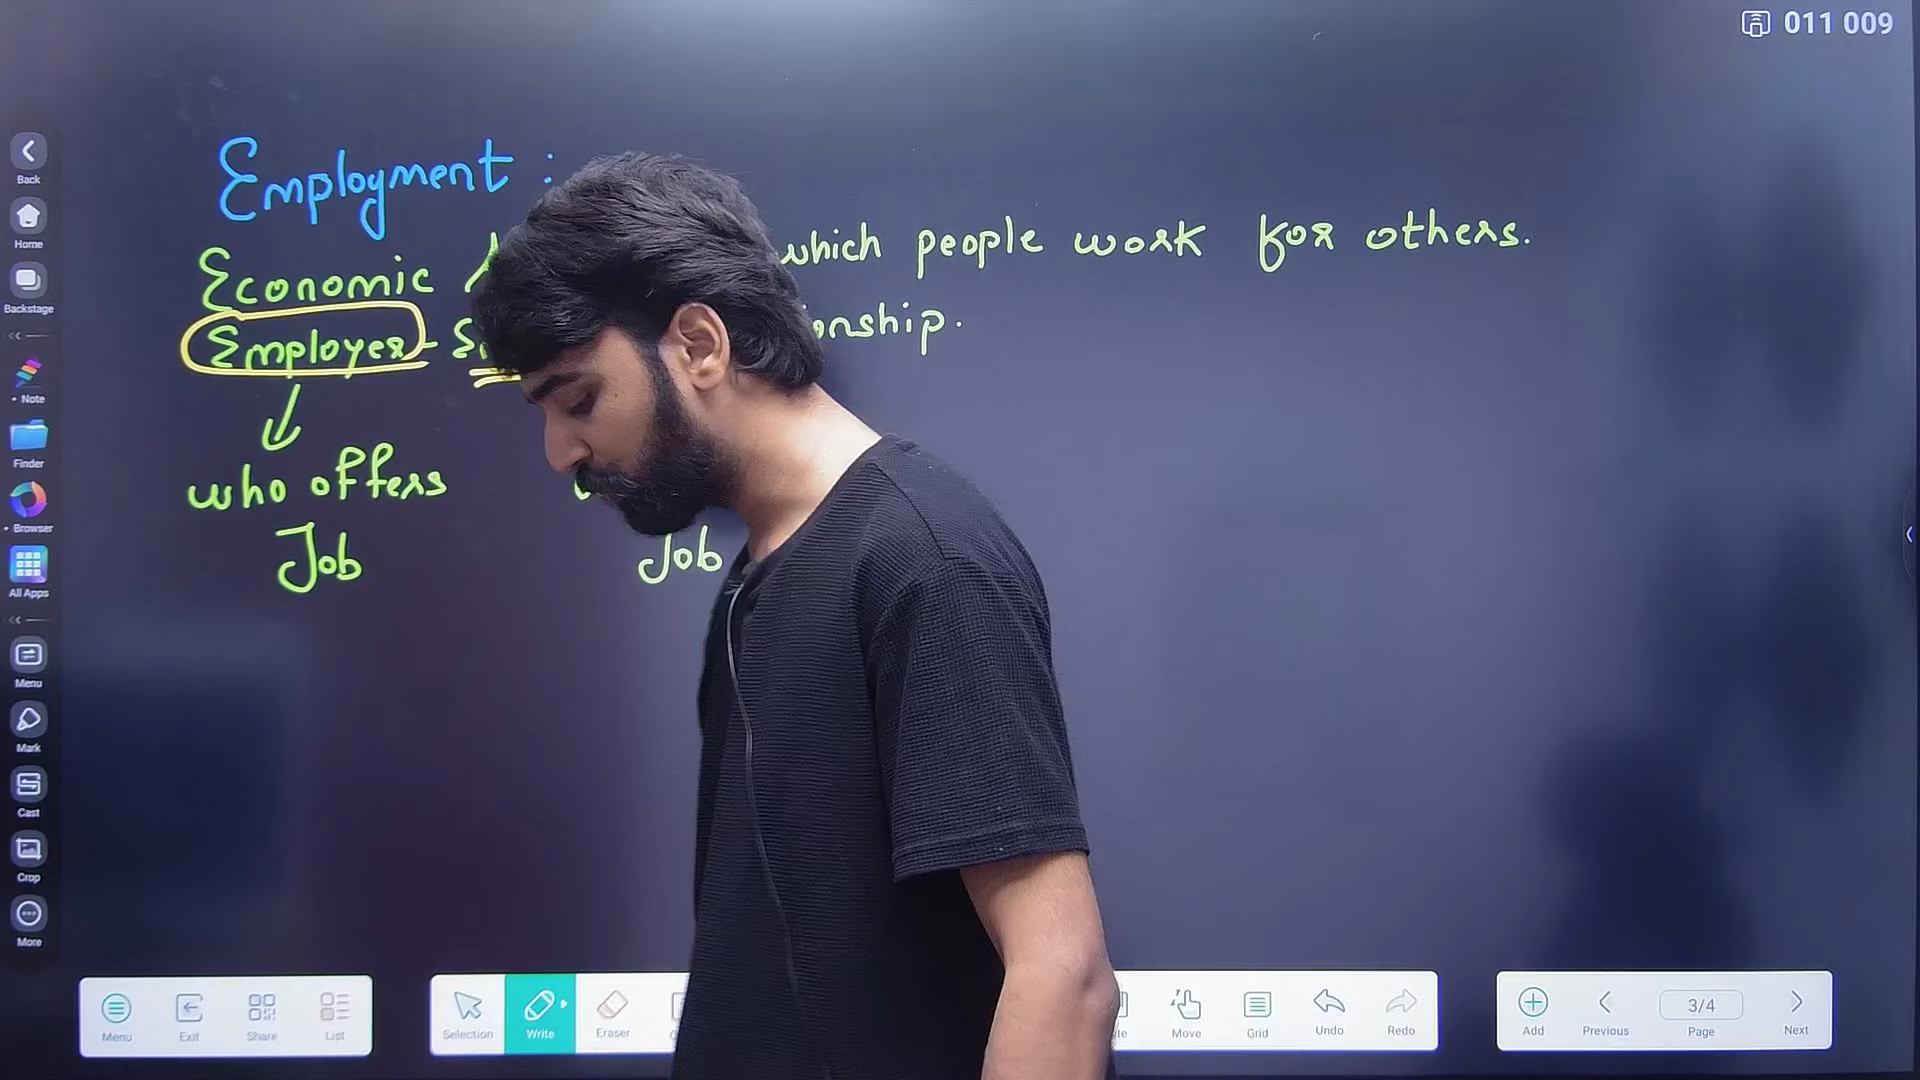 011 009
Employment :
Economic which people work for others.
Employer -
who offers
Job
Job
Back
Home
Backstage
Note
Finder
Browser
All Apps
Menu
Mark
Cast
Crop
More
Menu Exit Share List
Selection Write Eraser
Move Grid Undo Redo
Add Previous 3/4 Page Next